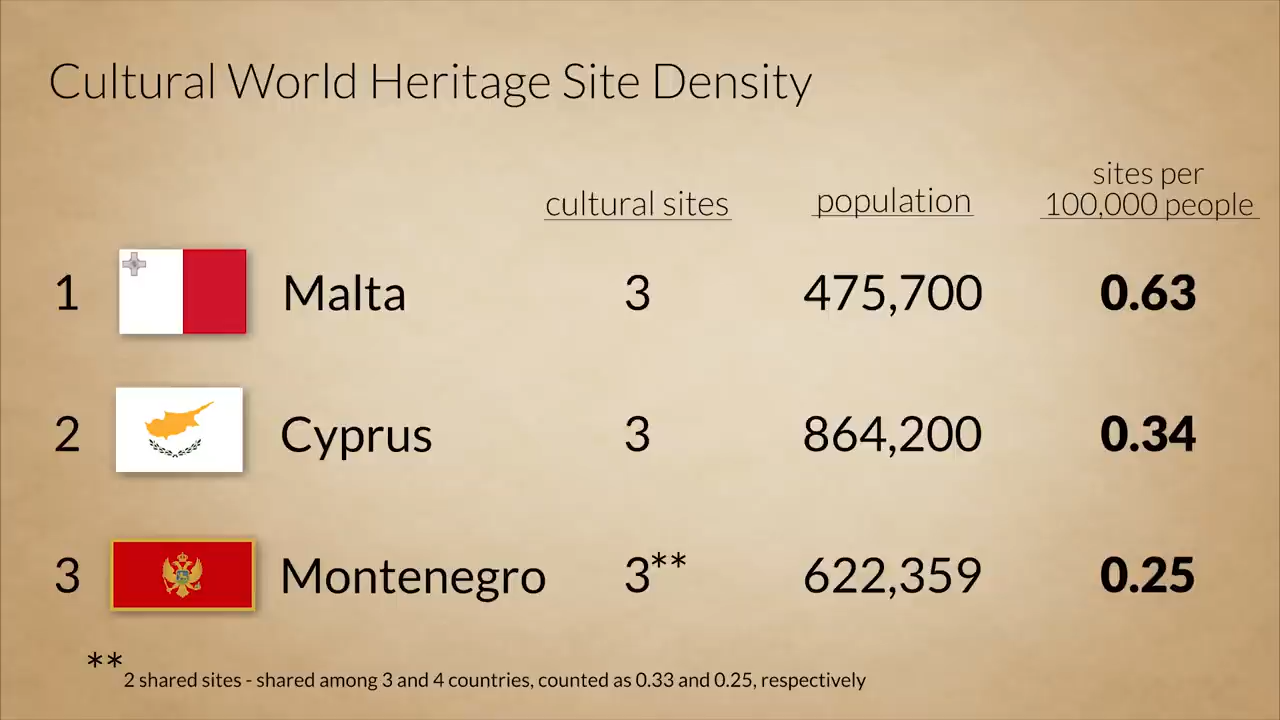 Cultural World Heritage Site Density
cultural sites population sites per 100,000 people
1 Malta 3 475,700 0.63
2 Cyprus 3 864,200 0.34
3 Montenegro 3** 622,359 0.25
**2 shared sites - shared among 3 and 4 countries, counted as 0.33 and 0.25, respectively